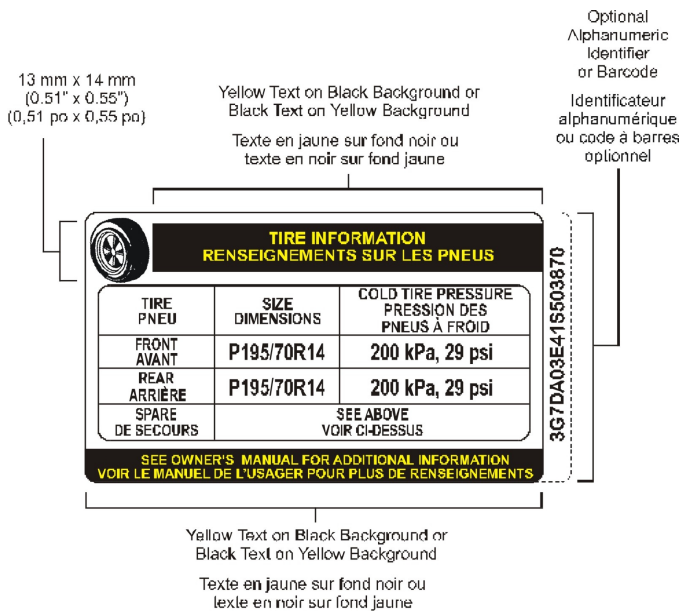 Optional
Alphanumeric
Identifier
or Barcode
Identificateur
alphanumérique
ou code à barres
optionnel
13 mm x 14 mm
(0.51" x 0.55")
(0,51 po x 0,55 po)
Yellow Text on Black Background or
Black Text on Yellow Background
Texte en jaune sur fond noir ou
texte en noir sur fond jaune
TIRE INFORMATION
RENSEIGNEMENTS SUR LES PNEUS
TIRE
PNEU
SIZE
DIMENSIONS
COLD TIRE PRESSURE
PRESSION DES
PNEUS À FROID
FRONT
AVANT
P195/70R14
200 kPa, 29 psi
REAR
ARRIÈRE
P195/70R14
200 kPa, 29 psi
SPARE
DE SECOURS
SEE ABOVE
VOIR CI-DESSUS
SEE OWNER'S MANUAL FOR ADDITIONAL INFORMATION
VOIR LE MANUEL DE L'USAGER POUR PLUS DE RENSEIGNEMENTS
3G7DA03E41S503870
Yellow Text on Black Background or
Black Text on Yellow Background
Texte en jaune sur fond noir ou
texte en noir sur fond jaune